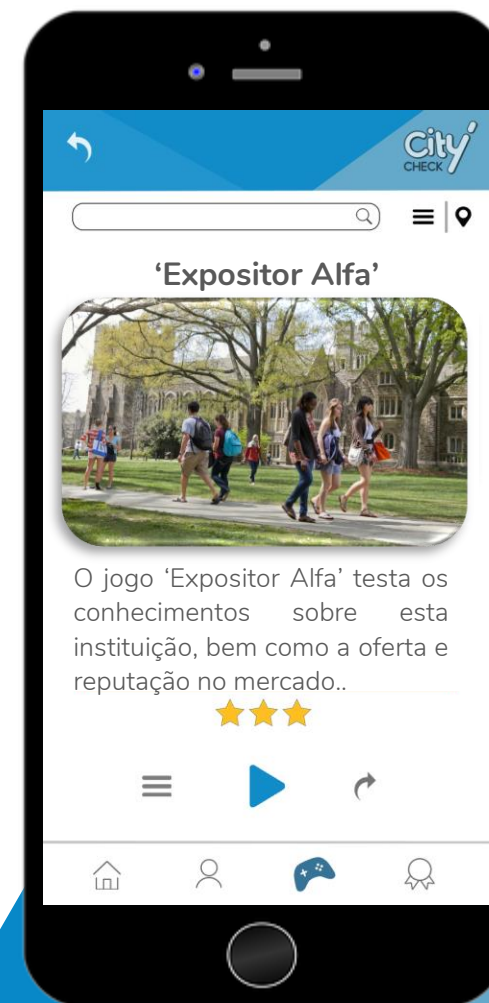 City
CHECK
‘Expositor Alfa’
O jogo ‘Expositor Alfa’ testa os
conhecimentos sobre esta
instituição, bem como a oferta e
reputação no mercado..